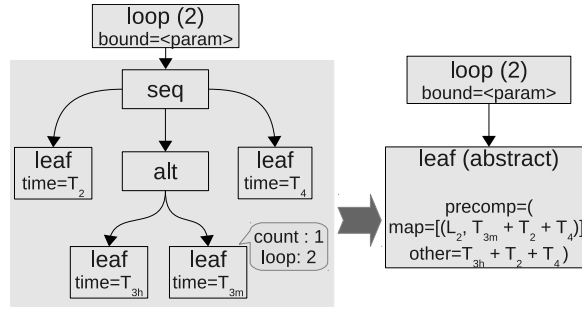 loop (2)
bound=<param>
seq
leaf
time=T₂
alt
leaf
time=T₄
leaf
time=T₃ₕ
leaf
time=T₃ₘ
count : 1
loop: 2
loop (2)
bound=<param>
leaf (abstract)
precomp=(
map=[(L₂, T₃ₘ + T₂ + T₄)]
other=T₃ₕ + T₂ + T₄)